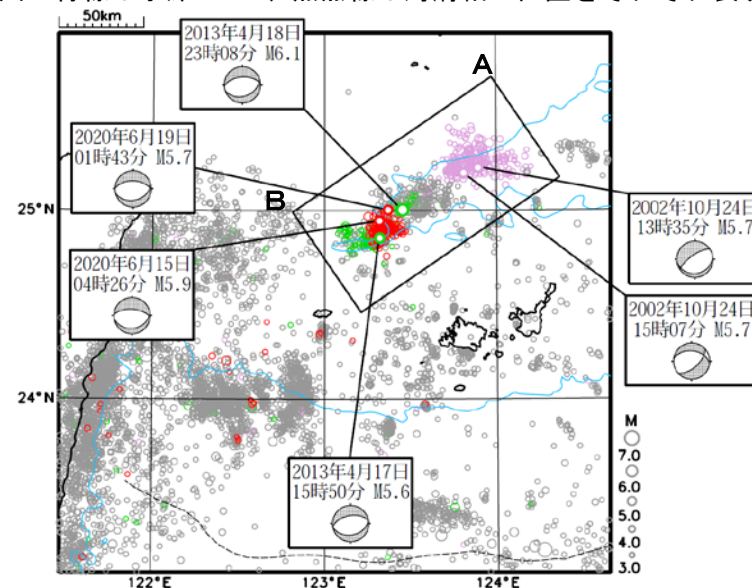 50km
2013年4月18日
23時08分 M6.1
A
2020年6月19日
01時43分 M5.7
B
25°N
2002年10月24日
13時35分 M5.7
2020年6月15日
04時26分 M5.9
2002年10月24日
15時07分 M5.7
24°N
M
7.0
6.0
5.0
4.0
3.0
2013年4月17日
15時50分 M5.6
122°E
123°E
124°E